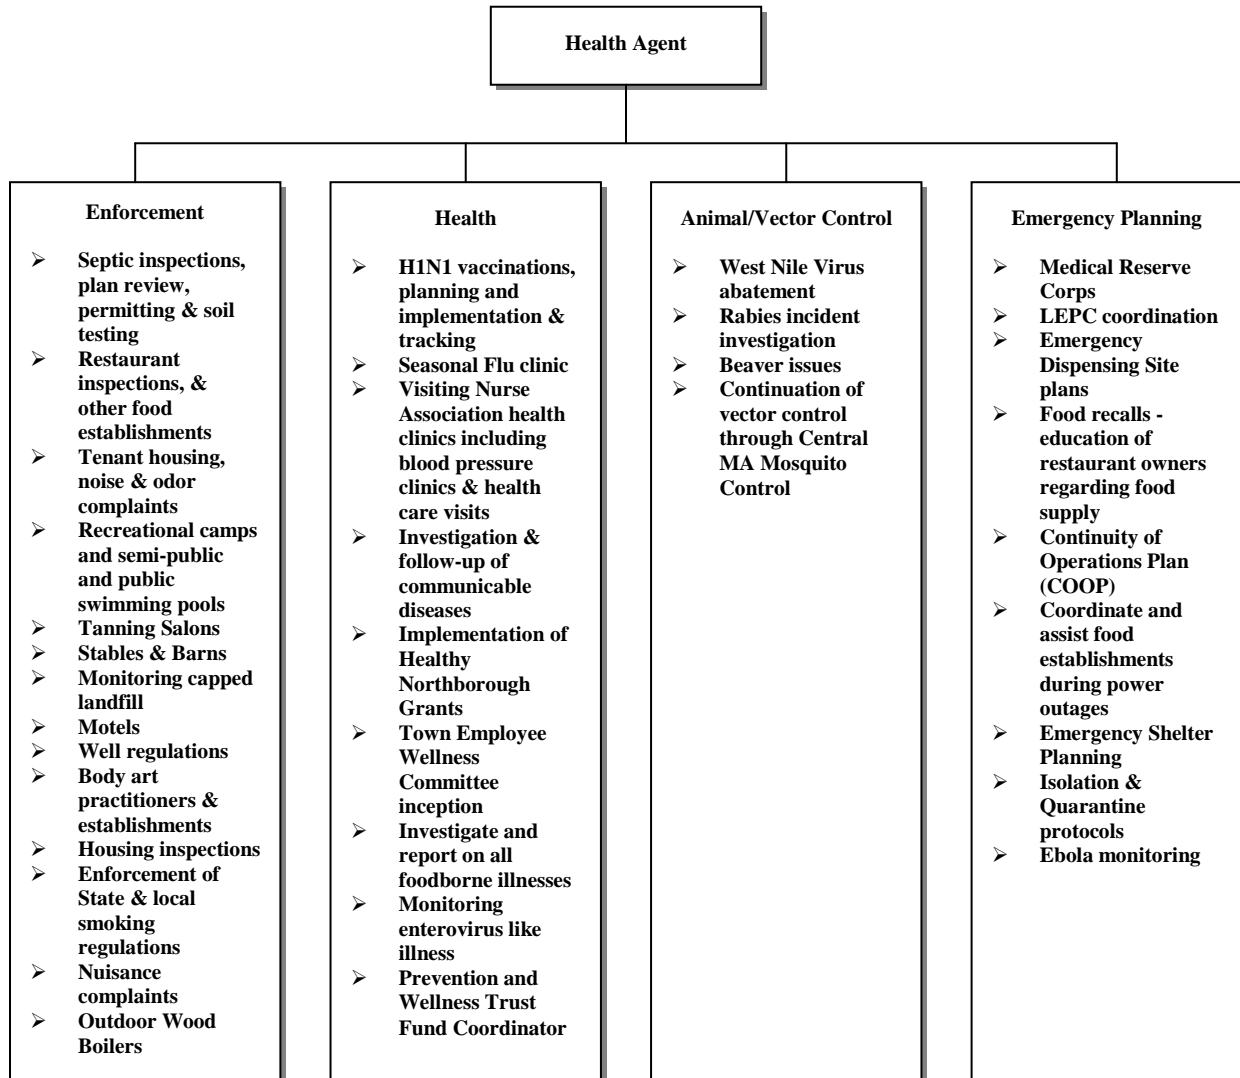 Health Agent
Enforcement
➢ Septic inspections,
plan review,
permitting & soil
testing
➢ Restaurant
inspections, &
other food
establishments
➢ Tenant housing,
noise & odor
complaints
➢ Recreational camps
and semi-public
and public
swimming pools
➢ Tanning Salons
➢ Stables & Barns
➢ Monitoring capped
landfill
➢ Motels
➢ Well regulations
➢ Body art
practitioners &
establishments
➢ Housing inspections
➢ Enforcement of
State & local
smoking
regulations
➢ Nuisance
complaints
➢ Outdoor Wood
Boilers
Health
➢ H1N1 vaccinations,
planning and
implementation &
tracking
➢ Seasonal Flu clinic
➢ Visiting Nurse
Association health
clinics including
blood pressure
clinics & health
care visits
➢ Investigation &
follow-up of
communicable
diseases
➢ Implementation of
Healthy
Northborough
Grants
➢ Town Employee
Wellness
Committee
inception
➢ Investigate and
report on all
foodborne illnesses
➢ Monitoring
enterovirus like
illness
➢ Prevention and
Wellness Trust
Fund Coordinator
Animal/Vector Control
➢ West Nile Virus
abatement
➢ Rabies incident
investigation
➢ Beaver issues
➢ Continuation of
vector control
through Central
MA Mosquito
Control
Emergency Planning
➢ Medical Reserve
Corps
➢ LEPC coordination
➢ Emergency
Dispensing Site
plans
➢ Food recalls -
education of
restaurant owners
regarding food
supply
➢ Continuity of
Operations Plan
(COOP)
➢ Coordinate and
assist food
establishments
during power
outages
➢ Emergency Shelter
Planning
➢ Isolation &
Quarantine
protocols
➢ Ebola monitoring